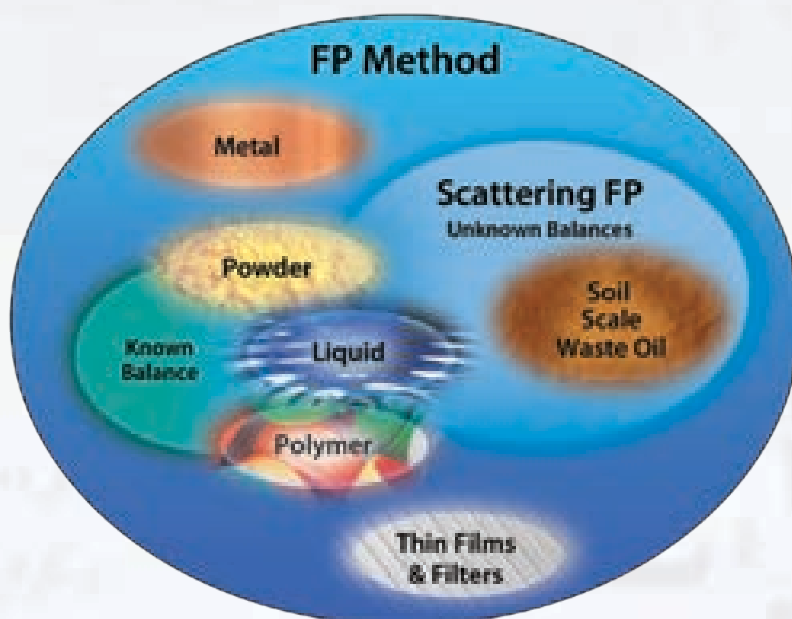 FP Method
Metal
Scattering FP
Unknown Balances
Powder
Soil
Scale
Waste Oil
Known
Balance
Liquid
Polymer
Thin Films
& Filters